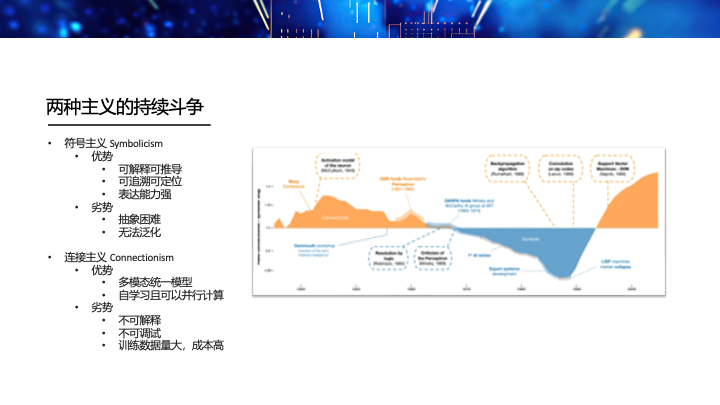 两种主义的持续斗争
• 符号主义 Symbolicism
• 优势
• 可解释可推导
• 可追溯可定位
• 表达能力强
• 劣势
• 抽象困难
• 无法泛化
• 连接主义 Connectionism
• 优势
• 多模态统一模型
• 自学习且可以并行计算
• 劣势
• 不可解释
• 不可调试
• 训练数据量大，成本高
Activation model
of the neuron
Macy
Conference
Connectionist
Dartmouth workshop
Resolution by
logic
Criticism of
the Perceptron
1st AI winter
Expert systems
development
Symbolic
Backpropagation
algorithm
Convolution
on zip codes
Support Vector
Machines - SVM
LISP machines
market collapse